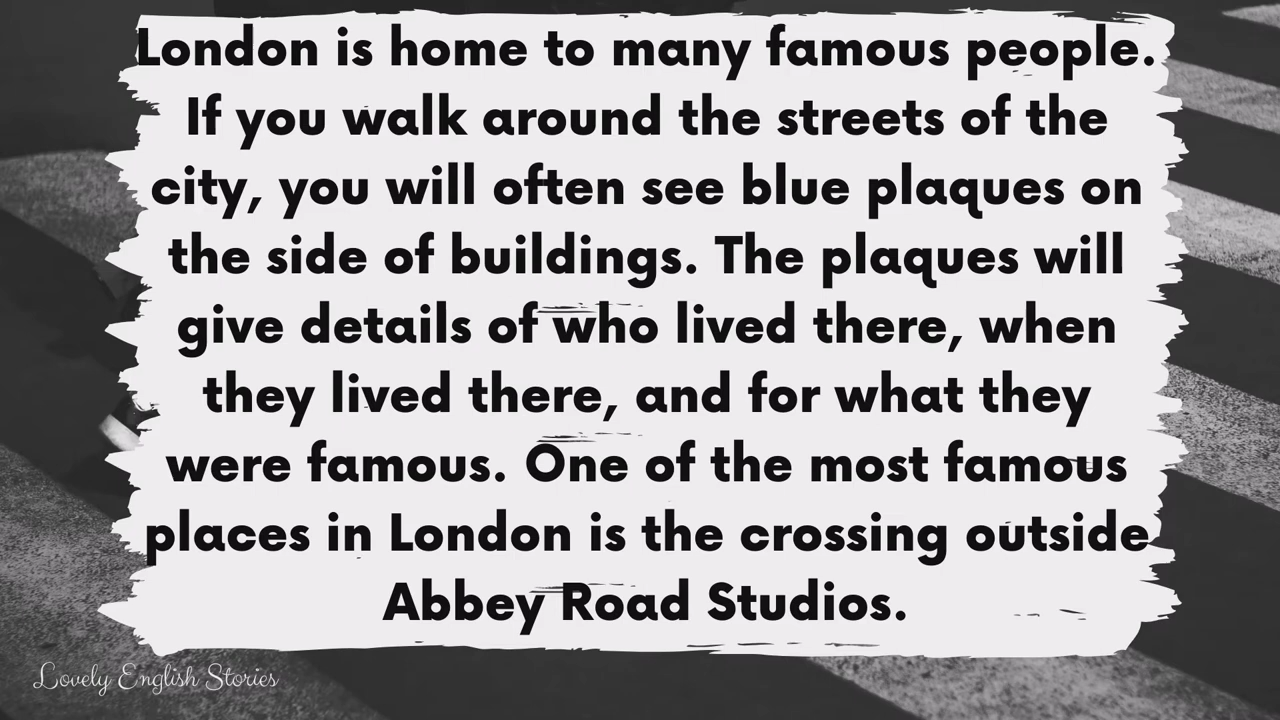 London is home to many famous people.
If you walk around the streets of the
city, you will often see blue plaques on
the side of buildings. The plaques will
give details of who lived there, when
they lived there, and for what they
were famous. One of the most famous
places in London is the crossing outside
Abbey Road Studios.
Lovely English Stories